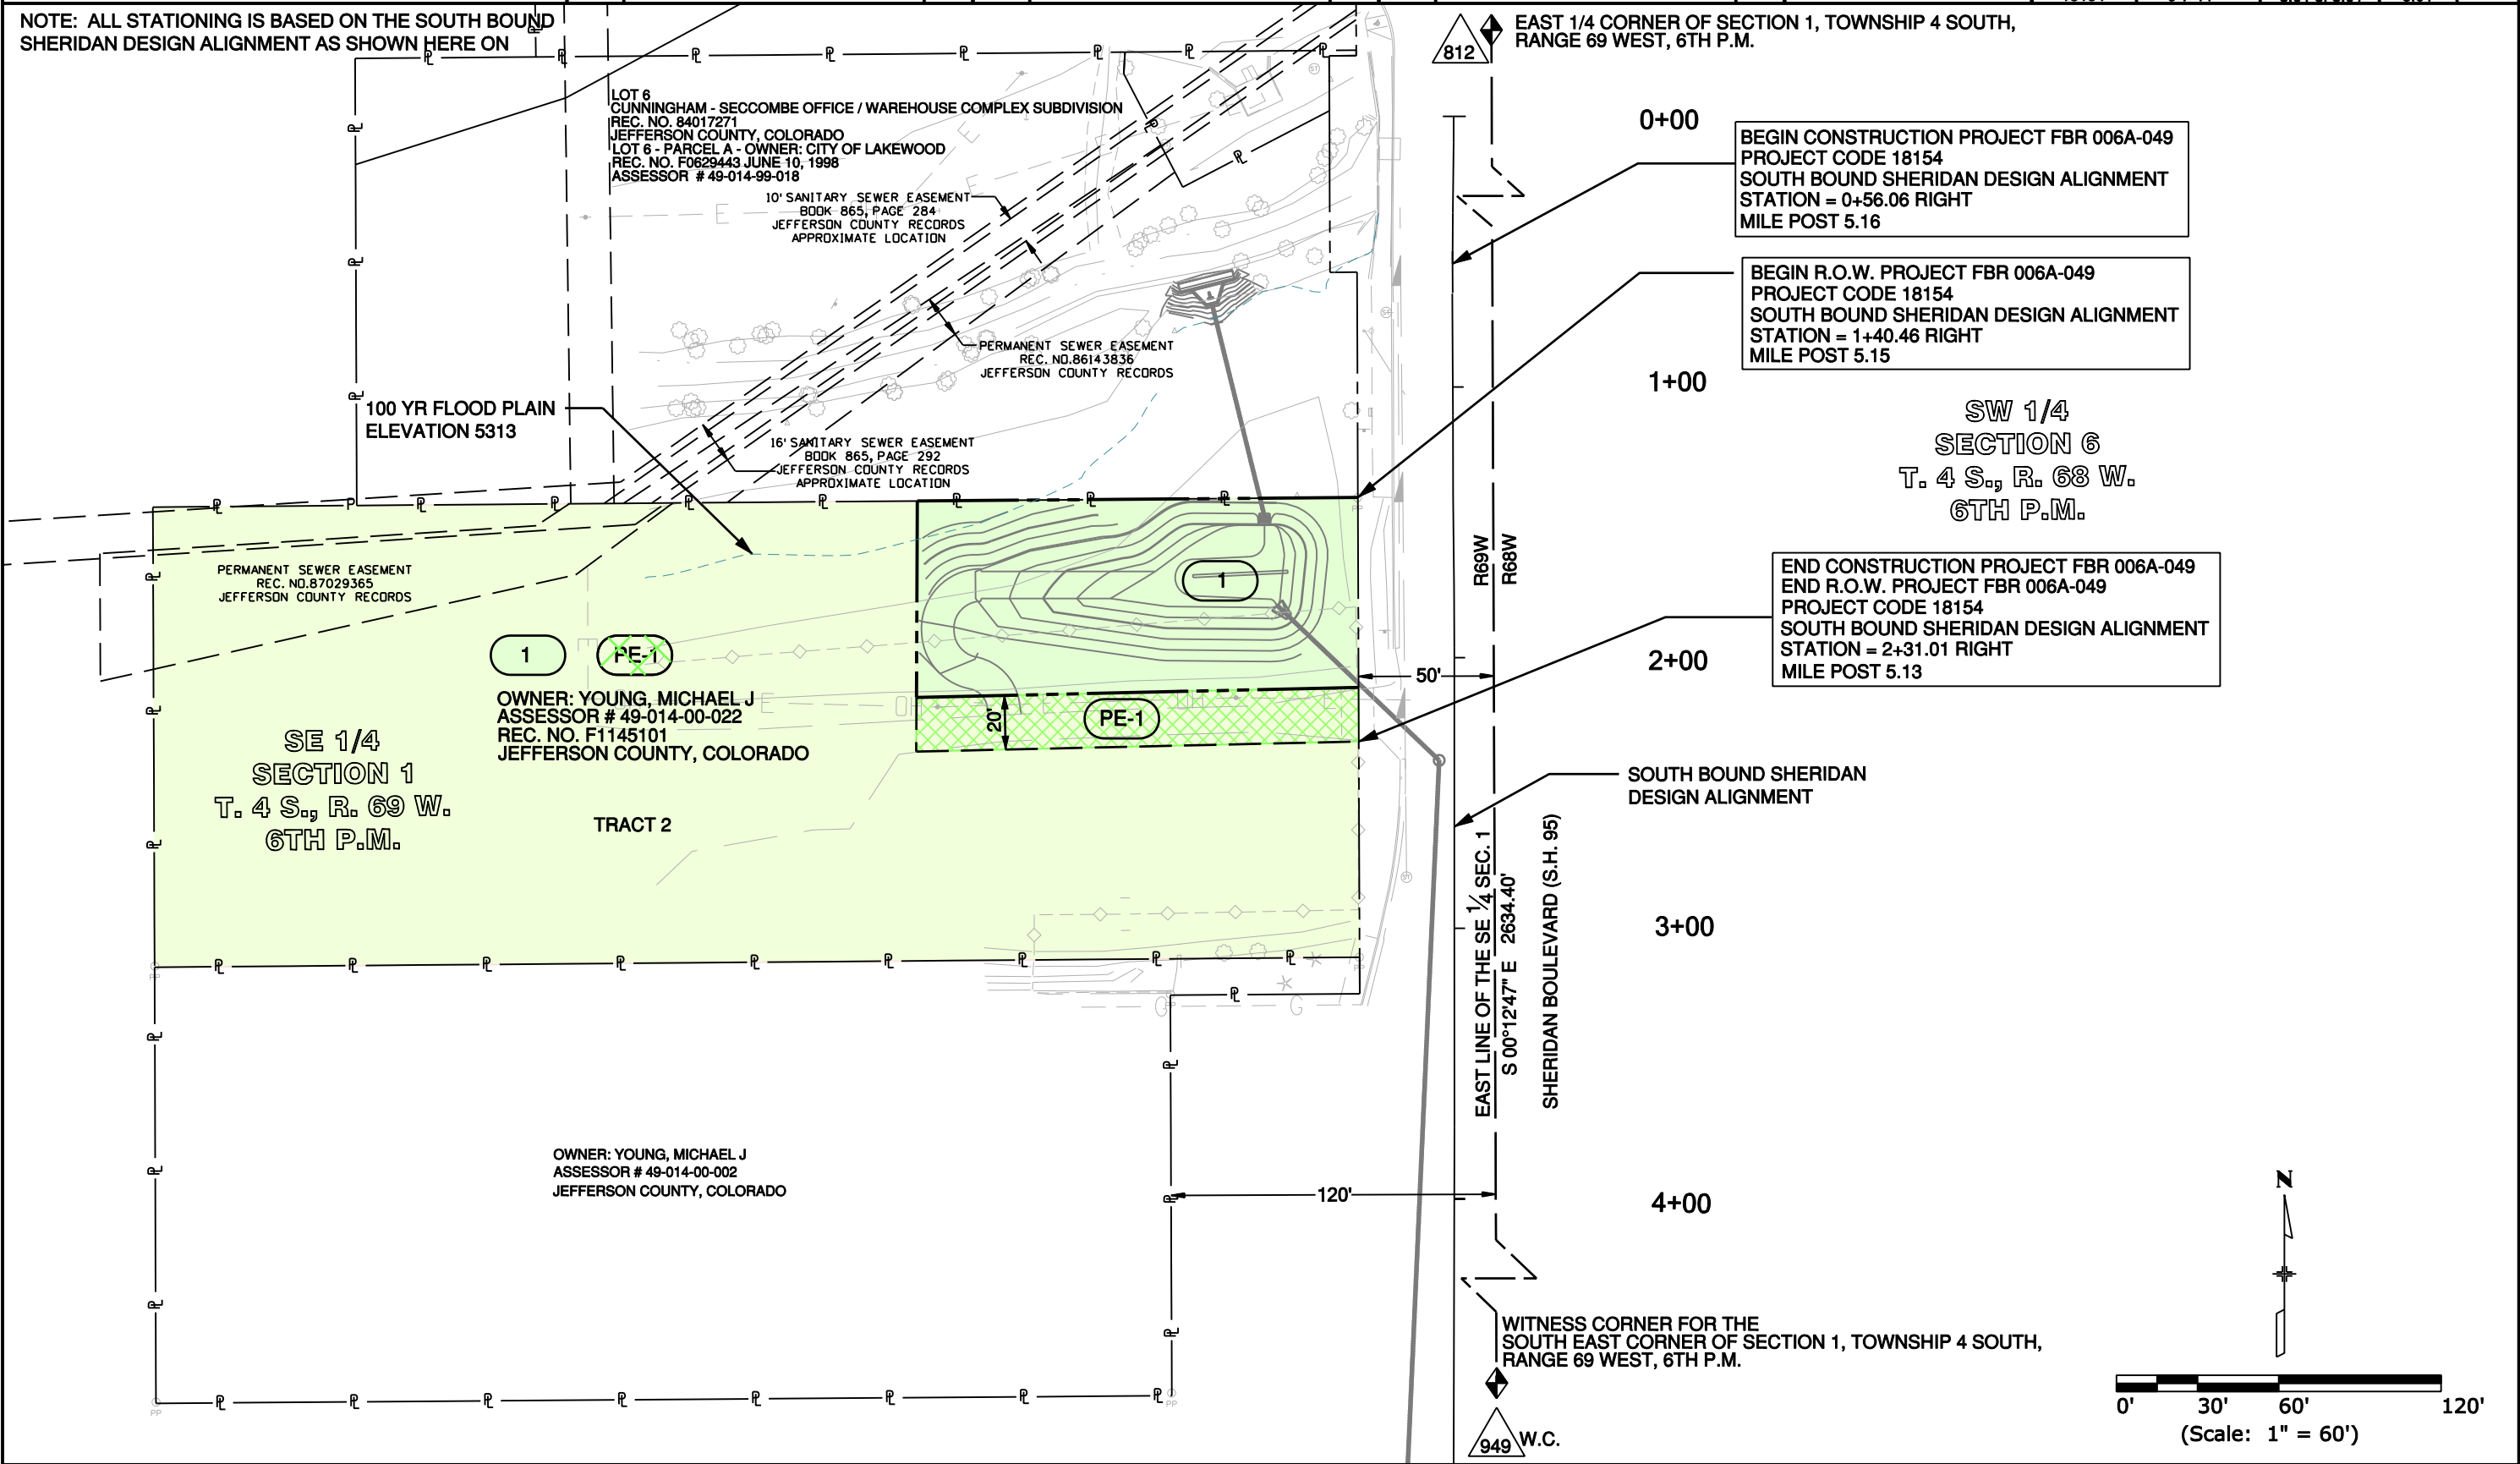 NOTE: ALL STATIONING IS BASED ON THE SOUTH BOUND
SHERIDAN DESIGN ALIGNMENT AS SHOWN HERE ON
812
EAST 1/4 CORNER OF SECTION 1, TOWNSHIP 4 SOUTH,
RANGE 69 WEST, 6TH P.M.
LOT 6
CUNNINGHAM - SECCOMBE OFFICE / WAREHOUSE COMPLEX SUBDIVISION
REC. NO. 84017271
JEFFERSON COUNTY, COLORADO
LOT 6 - PARCEL A - OWNER: CITY OF LAKEWOOD
REC. NO. F0629443 JUNE 10, 1998
ASSESSOR # 49-014-99-018
10' SANITARY SEWER EASEMENT
BOOK 865, PAGE 284
JEFFERSON COUNTY RECORDS
APPROXIMATE LOCATION
0+00
BEGIN CONSTRUCTION PROJECT FBR 006A-049
PROJECT CODE 18154
SOUTH BOUND SHERIDAN DESIGN ALIGNMENT
STATION = 0+56.06 RIGHT
MILE POST 5.16
BEGIN R.O.W. PROJECT FBR 006A-049
PROJECT CODE 18154
SOUTH BOUND SHERIDAN DESIGN ALIGNMENT
STATION = 1+40.46 RIGHT
MILE POST 5.15
PERMANENT SEWER EASEMENT
REC. NO.86143836
JEFFERSON COUNTY RECORDS
1+00
100 YR FLOOD PLAIN
ELEVATION 5313
16' SANITARY SEWER EASEMENT
BOOK 865, PAGE 292
JEFFERSON COUNTY RECORDS
APPROXIMATE LOCATION
SW 1/4
SECTION 6
T. 4 S., R. 68 W.
6TH P.M.
R69W
R68W
PERMANENT SEWER EASEMENT
REC. NO.87029365
JEFFERSON COUNTY RECORDS
1
END CONSTRUCTION PROJECT FBR 006A-049
END R.O.W. PROJECT FBR 006A-049
PROJECT CODE 18154
SOUTH BOUND SHERIDAN DESIGN ALIGNMENT
STATION = 2+31.01 RIGHT
MILE POST 5.13
1
PE-1
2+00
50'
OWNER: YOUNG, MICHAEL J
ASSESSOR # 49-014-00-022
REC. NO. F1145101
JEFFERSON COUNTY, COLORADO
20'
PE-1
SE 1/4
SECTION 1
T. 4 S., R. 69 W.
6TH P.M.
TRACT 2
SOUTH BOUND SHERIDAN
DESIGN ALIGNMENT
EAST LINE OF THE SE 1/4 SEC. 1
S 00°12'47" E 2634.40'
SHERIDAN BOULEVARD (S.H. 95)
3+00
OWNER: YOUNG, MICHAEL J
ASSESSOR # 49-014-00-002
JEFFERSON COUNTY, COLORADO
120'
4+00
N
WITNESS CORNER FOR THE
SOUTH EAST CORNER OF SECTION 1, TOWNSHIP 4 SOUTH,
RANGE 69 WEST, 6TH P.M.
949 W.C.
0' 30' 60' 120'
(Scale: 1" = 60')